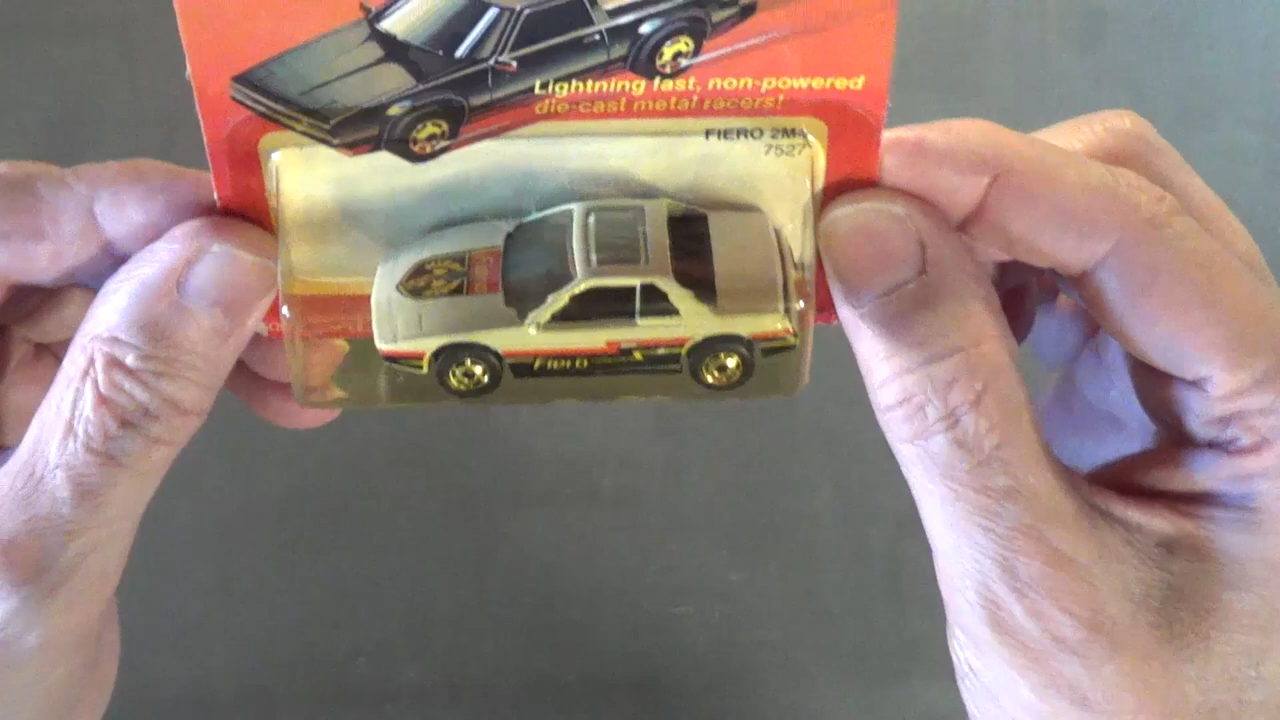 Lightning fast, non-powered
die-cast metal racers!
FIERO 2M4
7527
FIERO